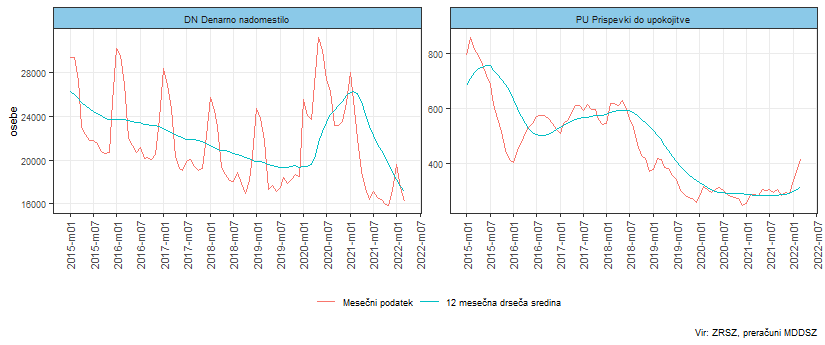 DN Denarno nadomestilo
PU Prispevki do upokojitve
osebe
28000
24000
20000
16000
800
600
400
2015-m01
2015-m07
2016-m01
2016-m07
2017-m01
2017-m07
2018-m01
2018-m07
2019-m01
2019-m07
2020-m01
2020-m07
2021-m01
2021-m07
2022-m01
2022-m07
2015-m01
2015-m07
2016-m01
2016-m07
2017-m01
2017-m07
2018-m01
2018-m07
2019-m01
2019-m07
2020-m01
2020-m07
2021-m01
2021-m07
2022-m01
2022-m07
Mesečni podatek
12 mesečna drseča sredina
Vir: ZRSZ, preračuni MDDSZ